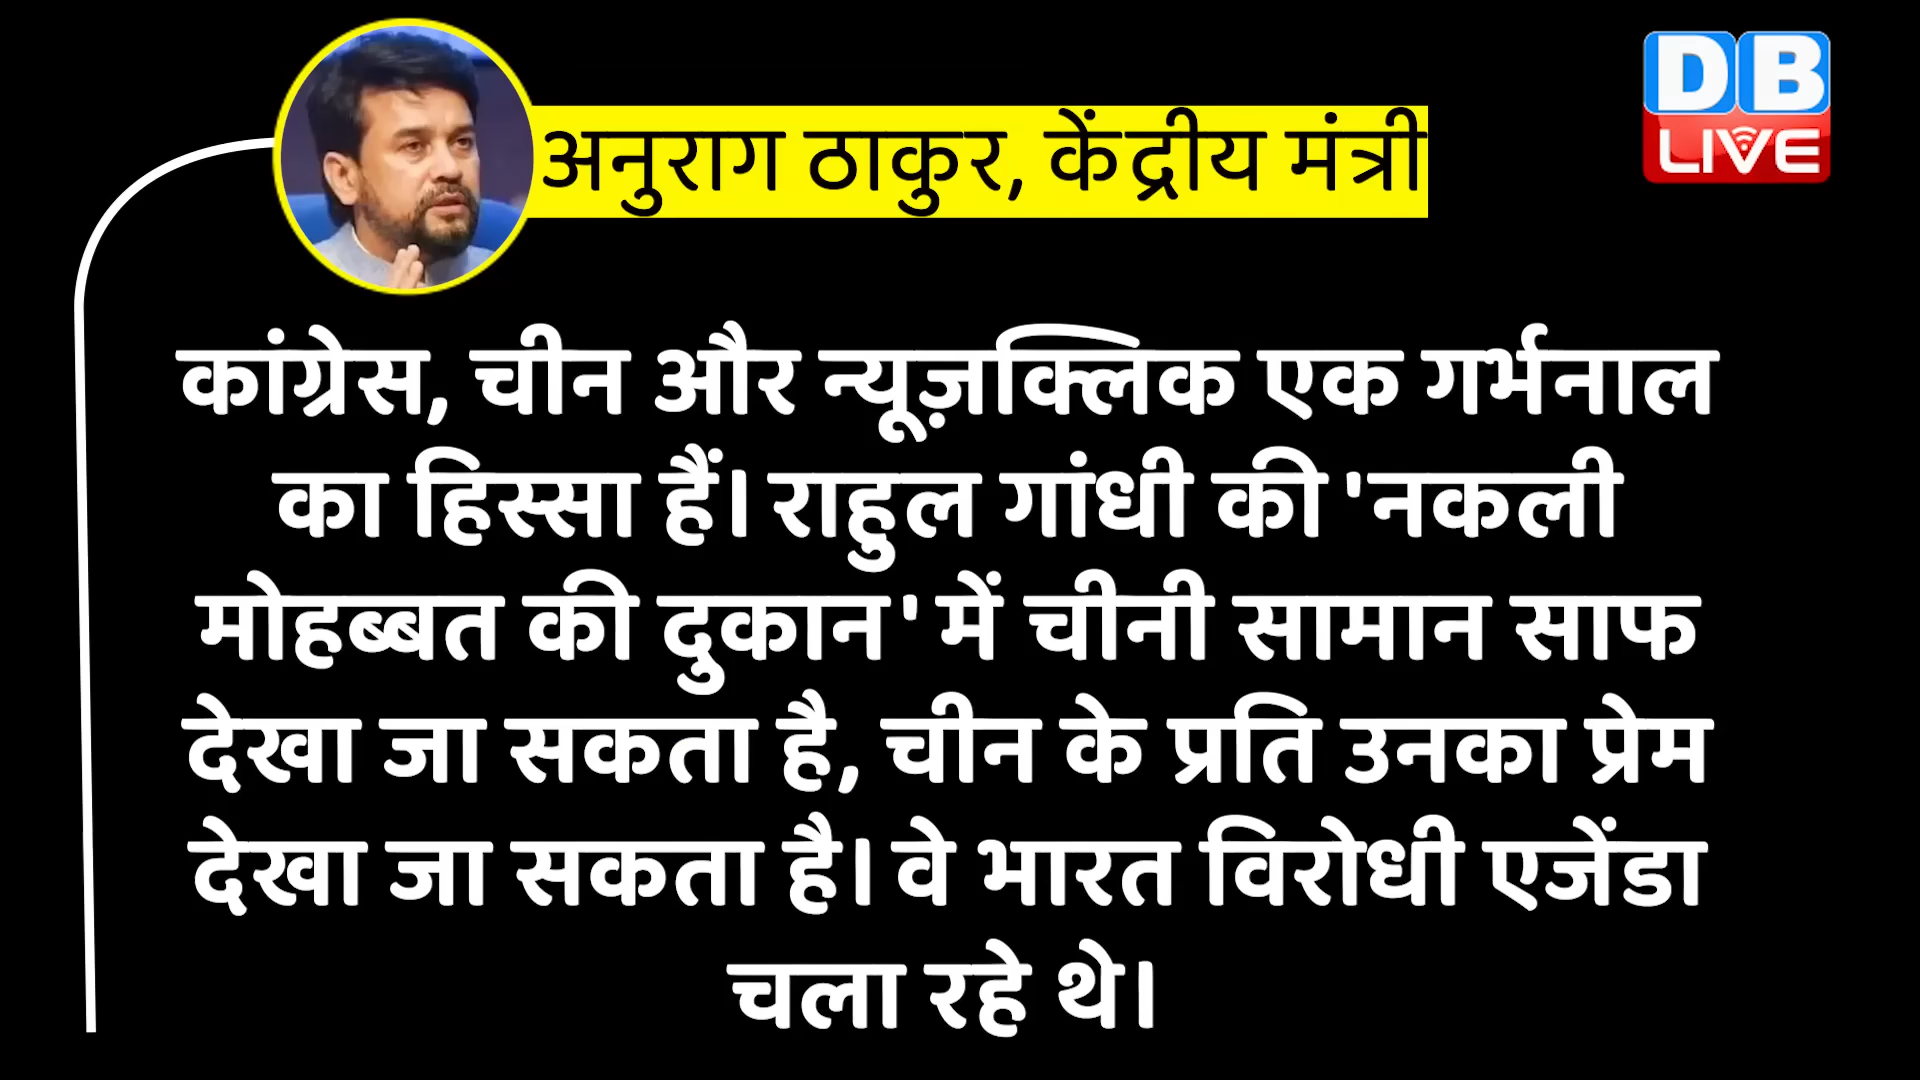 DB
LIVE
अनुराग ठाकुर, केंद्रीय मंत्री
कांग्रेस, चीन और न्यूज़क्लिक एक गर्भनाल
का हिस्सा हैं। राहुल गांधी की 'नकली
मोहब्बत की दुकान' में चीनी सामान साफ
देखा जा सकता है, चीन के प्रति उनका प्रेम
देखा जा सकता है। वे भारत विरोधी एजेंडा
चला रहे थे।